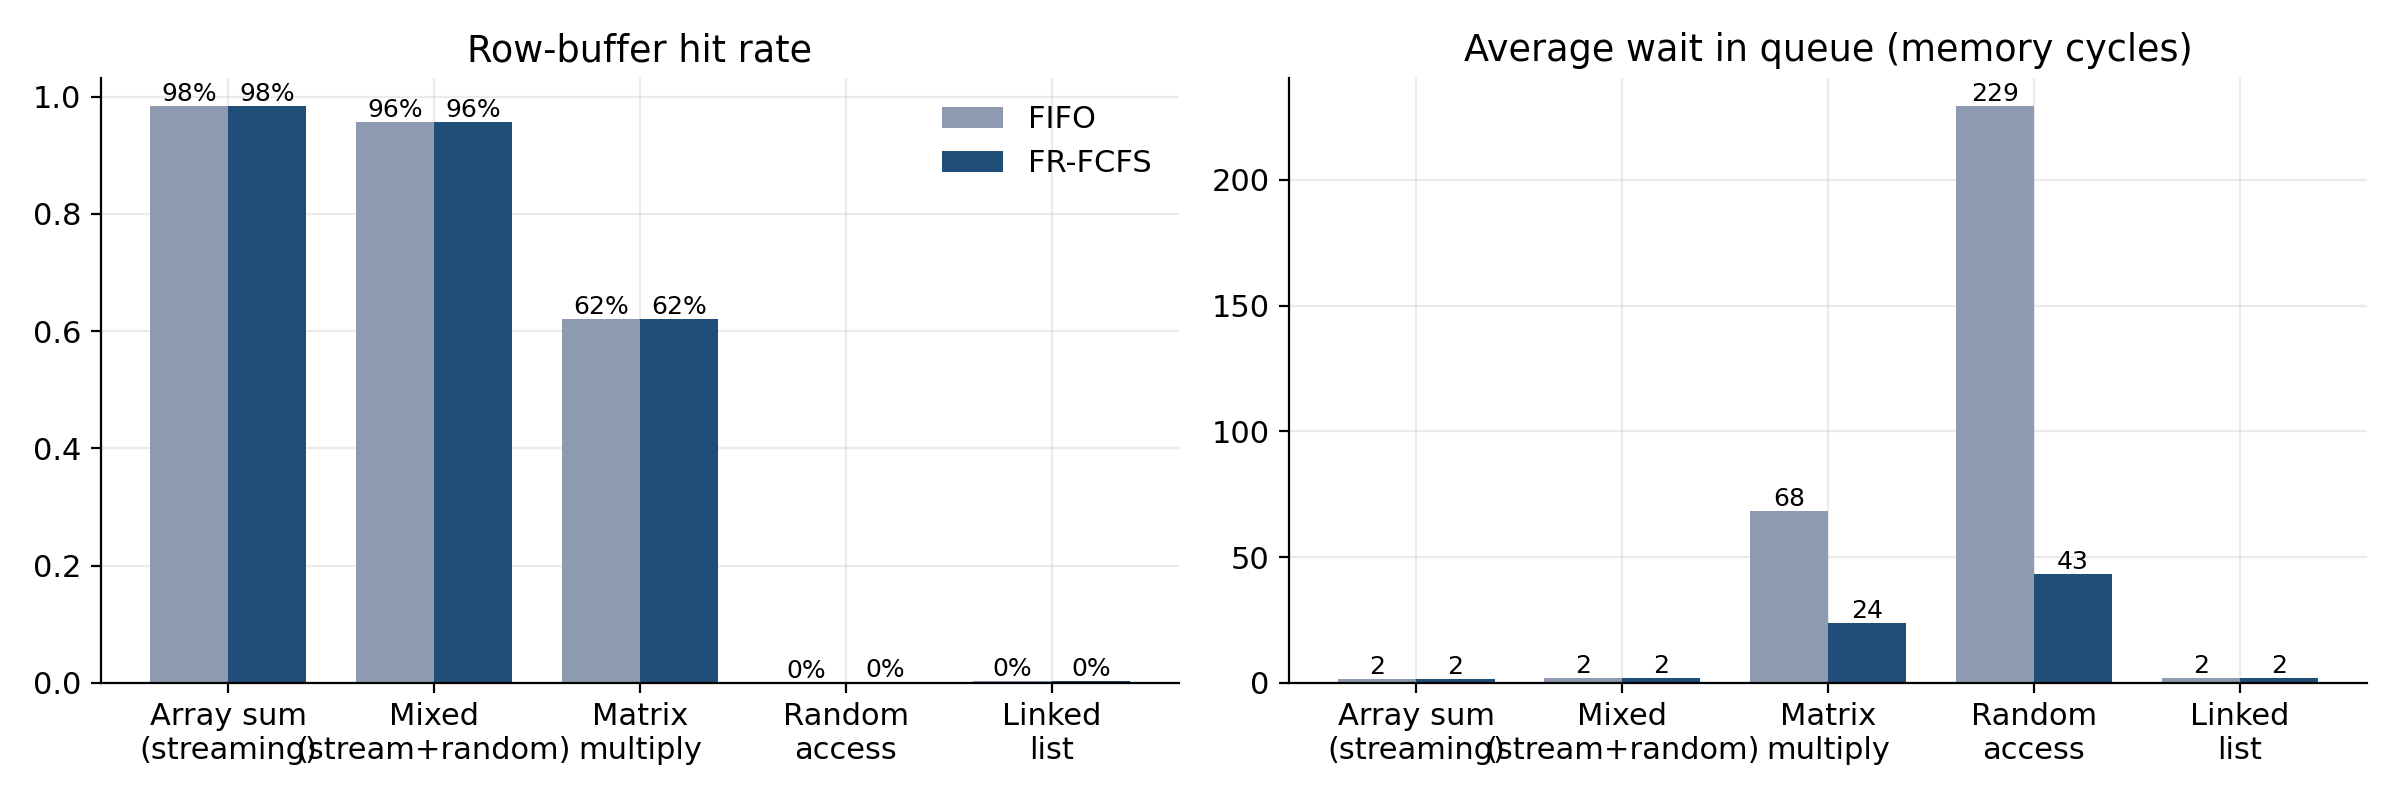 Row-buffer hit rate
1.0
0.8
0.6
0.4
0.2
0.0
98% 98%
96% 96%
62% 62%
0% 0%
0% 0%
FIFO
FR-FCFS
Array sum
(streaming)
Mixed
(stream+random)
Matrix
multiply
Random
access
Linked
list
Average wait in queue (memory cycles)
200
150
100
50
0
2 2
2 2
68
24
229
43
2 2
Array sum
(streaming)
Mixed
(stream+random)
Matrix
multiply
Random
access
Linked
list